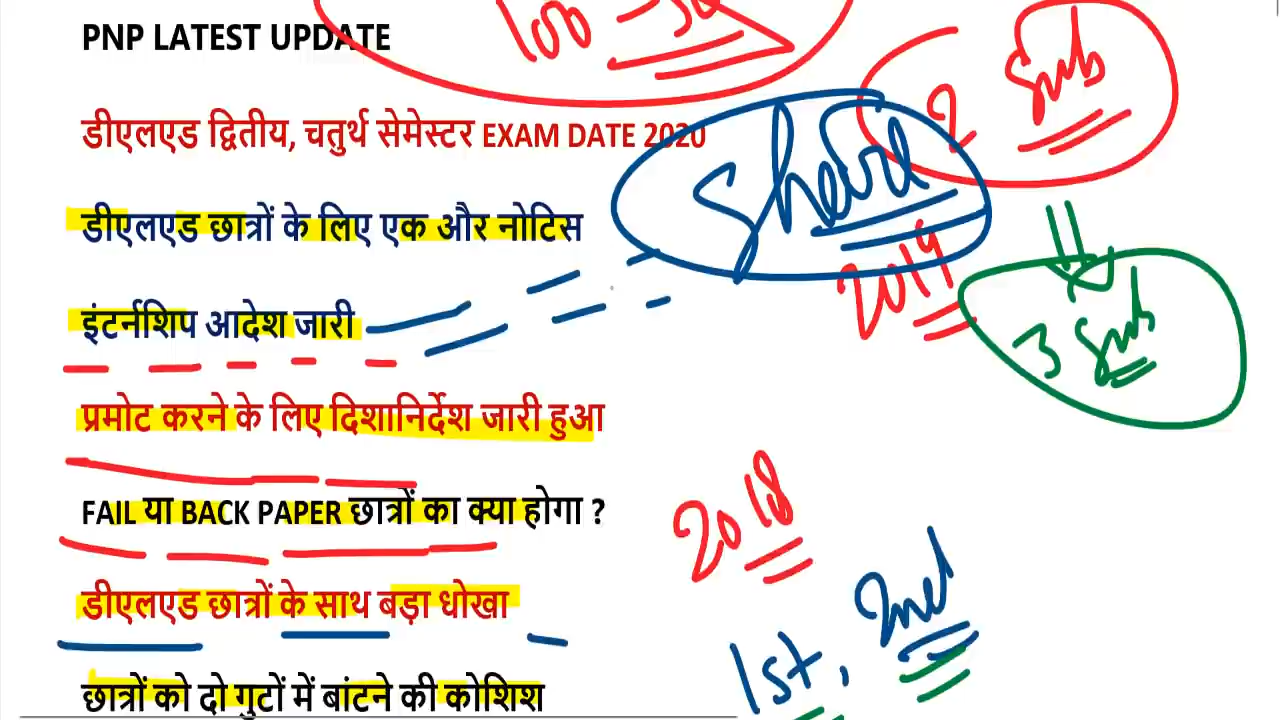 PNP LATEST UPDATE
डीएलएड द्वितीय, चतुर्थ सेमेस्टर EXAM DATE 2020
डीएलएड छात्रों के लिए एक और नोटिस
इंटर्नशिप आदेश जारी
प्रमोट करने के लिए दिशानिर्देश जारी हुआ
FAIL या BACK PAPER छात्रों का क्या होगा ?
डीएलएड छात्रों के साथ बड़ा धोखा
छात्रों को दो गुटों में बांटने की कोशिश
2 Sub
2019
3 Sub
2018
1st, 2nd